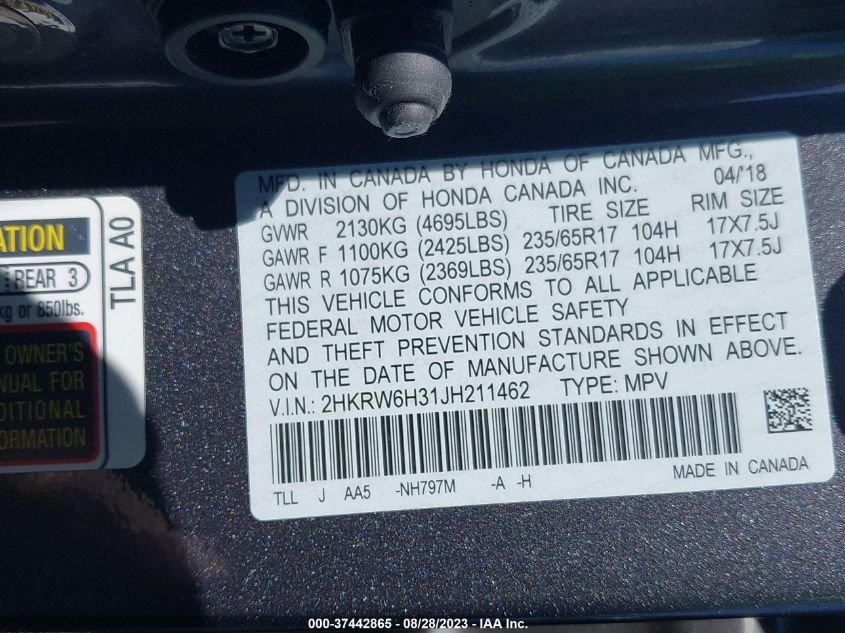 ATION
REAR 3
kg or 850lbs.
OWNER'S
NUAL FOR
DITIONAL
ORMATION
TLA A0
MFD. IN CANADA BY HONDA OF CANADA MFG.,
A DIVISION OF HONDA CANADA INC. 04/'18
GVWR 2130KG (4695LBS) TIRE SIZE RIM SIZE
GAWR F 1100KG (2425LBS) 235/65R17 104H 17X7.5J
GAWR R 1075KG (2369LBS) 235/65R17 104H 17X7.5J
THIS VEHICLE CONFORMS TO ALL APPLICABLE
FEDERAL MOTOR VEHICLE SAFETY
AND THEFT PREVENTION STANDARDS IN EFFECT
ON THE DATE OF MANUFACTURE SHOWN ABOVE.
V.I.N.: 2HKRW6H31JH211462 TYPE: MPV
TLL J AA5 -NH797M -A -H MADE IN CANADA
000-37442865 - 08/28/2023 - IAA Inc.